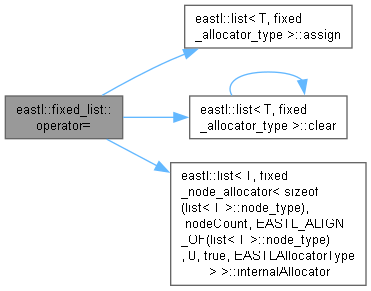 eastl::fixed_list::
operator=
eastl::list< T, fixed
_allocator_type >::assign
eastl::list< T, fixed
_allocator_type >::clear
eastl::list< T, fixed
_node_allocator< sizeof
(list< T >::node_type),
nodeCount, EASTL_ALIGN
_OF(list< T >::node_type)
, 0, true, EASTLAllocatorType
> >::internalAllocator